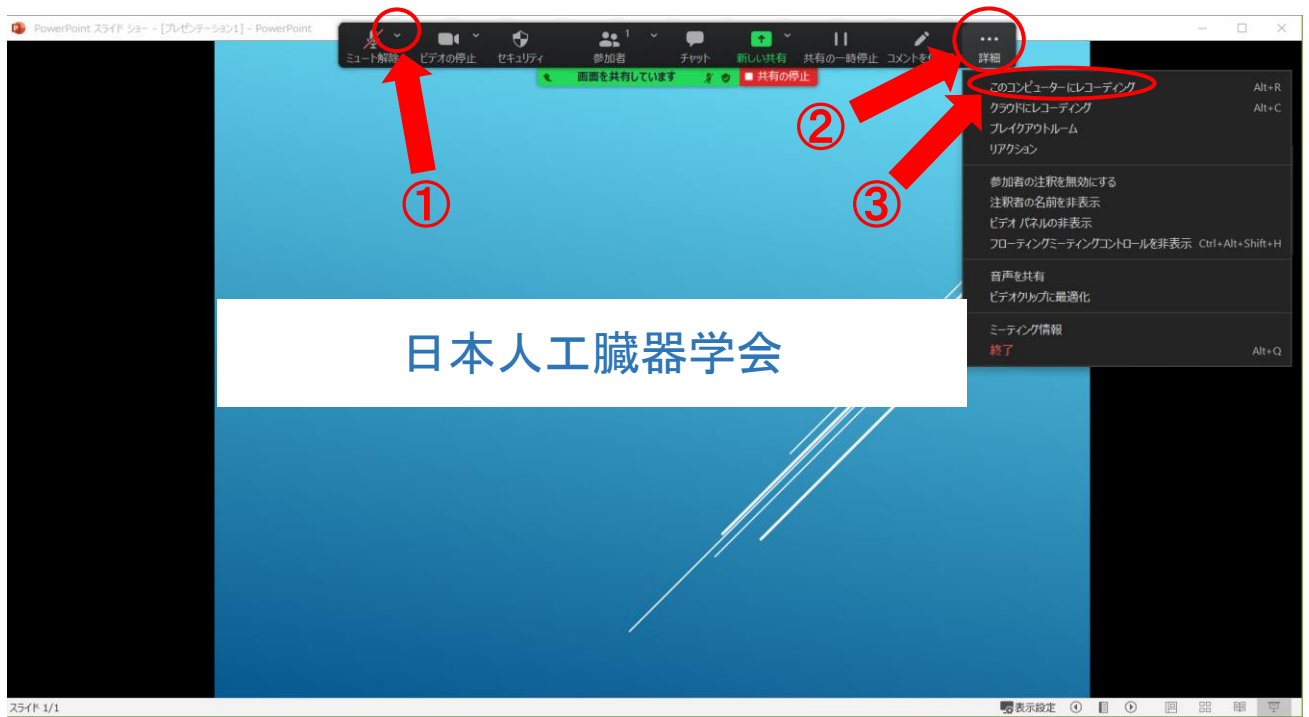 PowerPoint スライド ショー - [プレゼンテーション1] - PowerPoint
ミュート解除 ビデオの停止 セキュリティ 参加者 1 チャット 新しい共有 共有の一時停止 詳細
画面を共有しています 共有の停止
①
②
③
このコンピューターにレコーディング Alt+R
クラウドにレコーディング Alt+C
ブレイクアウトルーム
リアクション
参加者の注釈を無効にする
注釈者の名前を非表示
ビデオ パネルの非表示
フローティングミーティングコントロールを非表示 Ctrl+Alt+Shift+H
音声を共有
ビデオクリップに最適化
ミーティング情報
終了 Alt+Q
日本人工臓器学会
スライド 1/1 表示設定